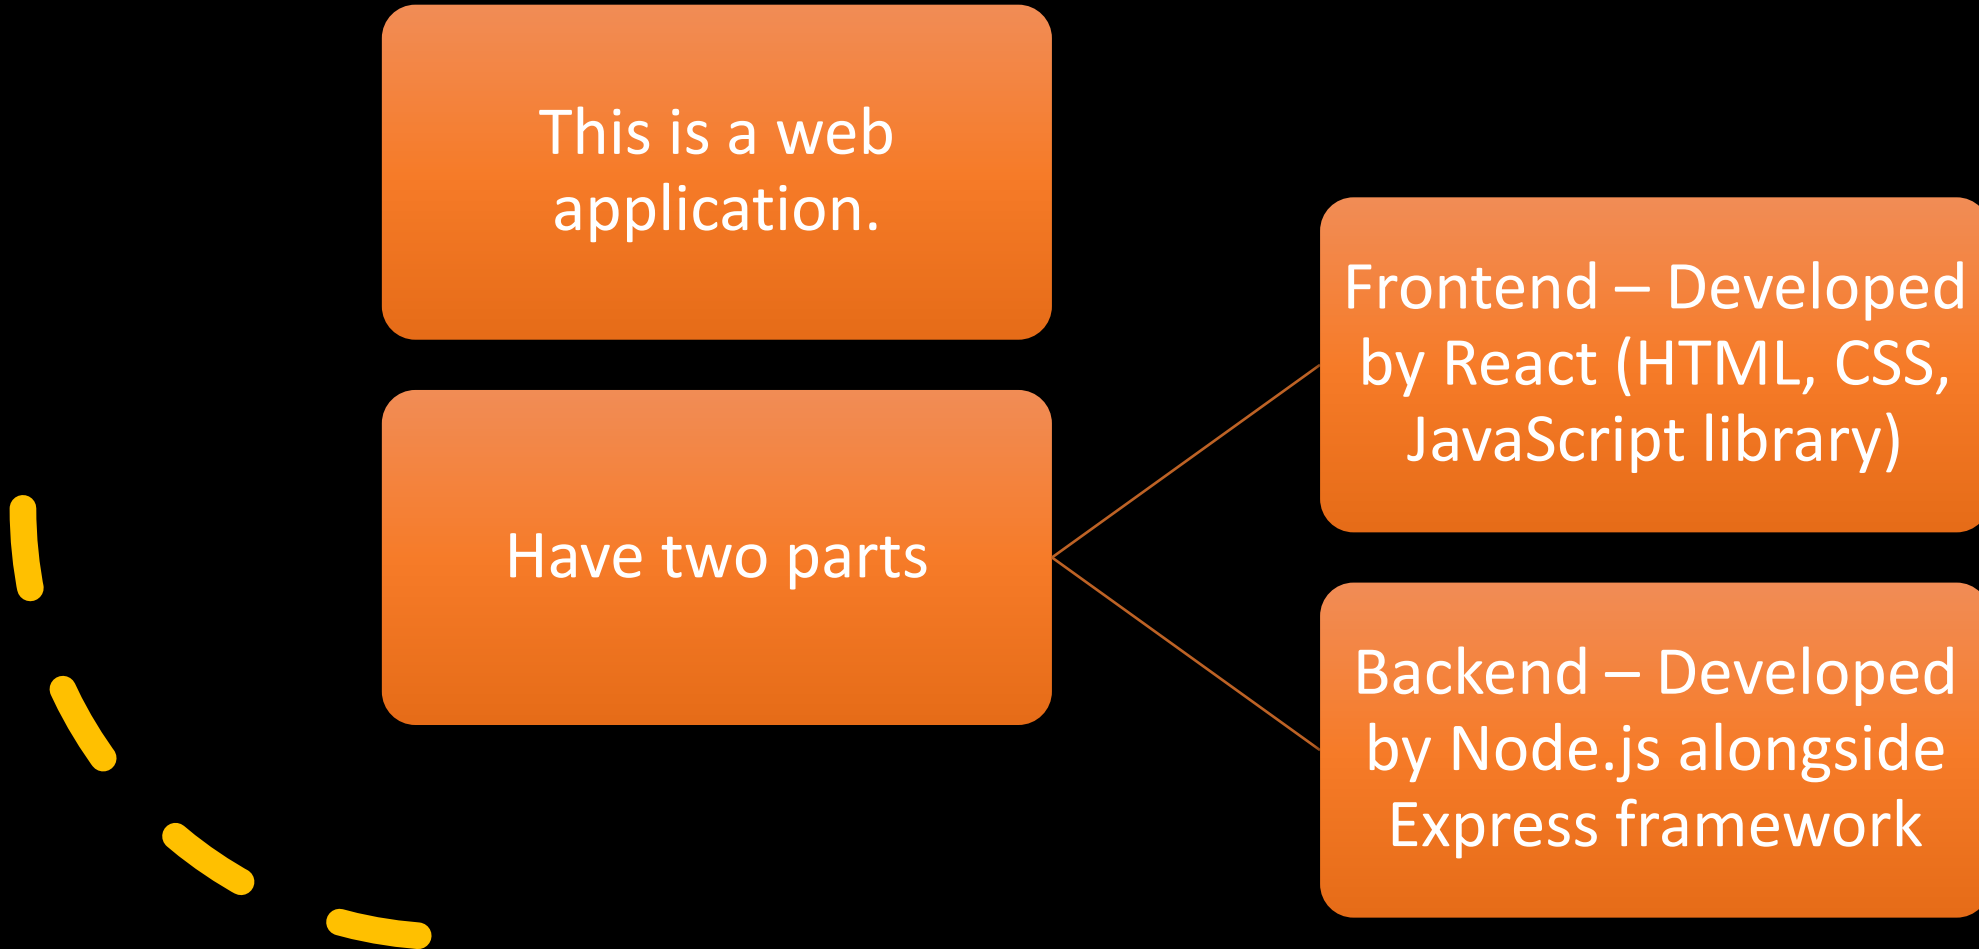 This is a web
application.
Have two parts
Frontend – Developed
by React (HTML, CSS,
JavaScript library)
Backend – Developed
by Node.js alongside
Express framework